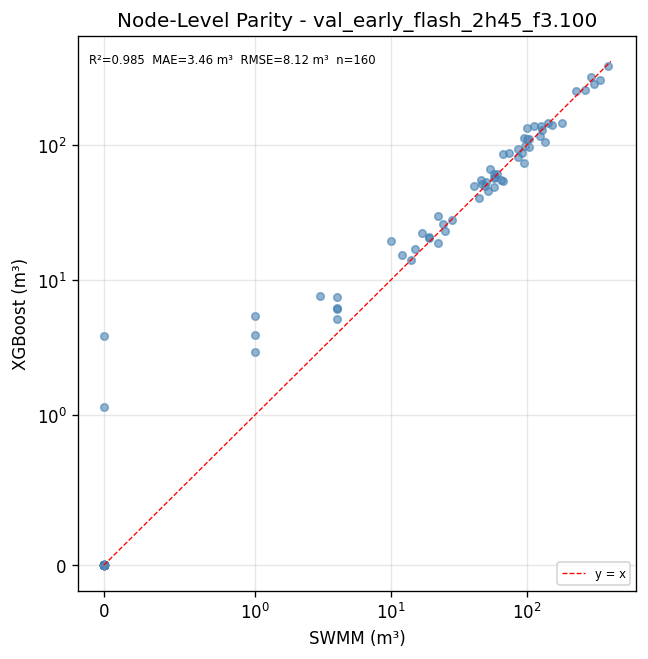 Node-Level Parity - val_early_flash_2h45_f3.100
R²=0.985 MAE=3.46 m³ RMSE=8.12 m³ n=160
XGBoost (m³)
10²
10¹
10⁰
0
0
10⁰
10¹
10²
SWMM (m³)
y = x